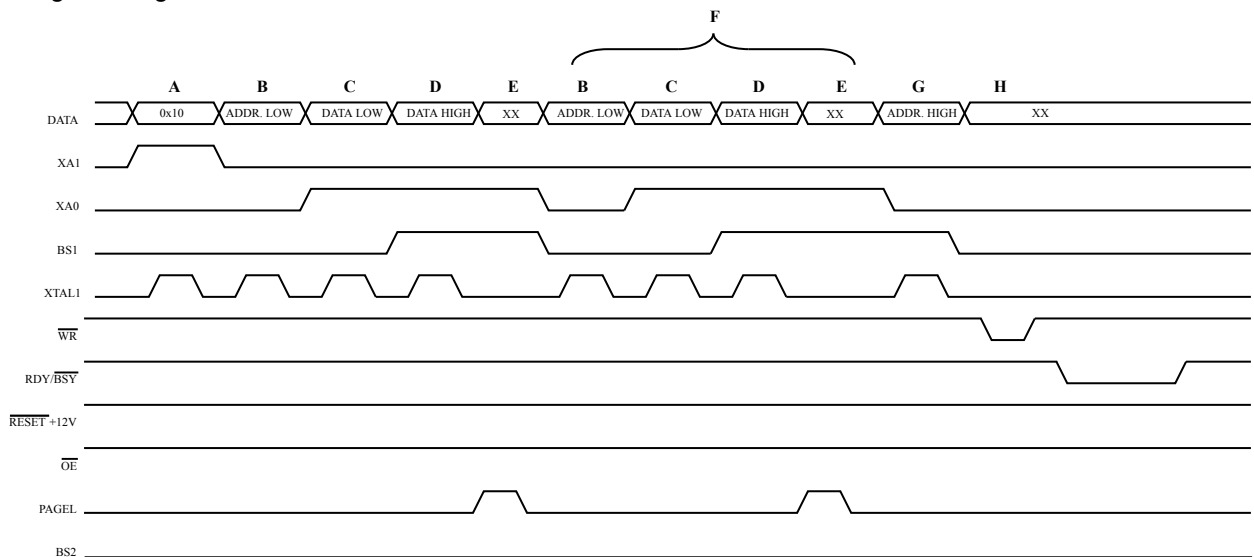 F
A B C D E B C D E G H
DATA 0x10 ADDR. LOW DATA LOW DATA HIGH XX ADDR. LOW DATA LOW DATA HIGH XX ADDR. HIGH XX
XA1
XA0
BS1
XTAL1
WR
RDY/BSY
RESET +12V
OE
PAGEL
BS2